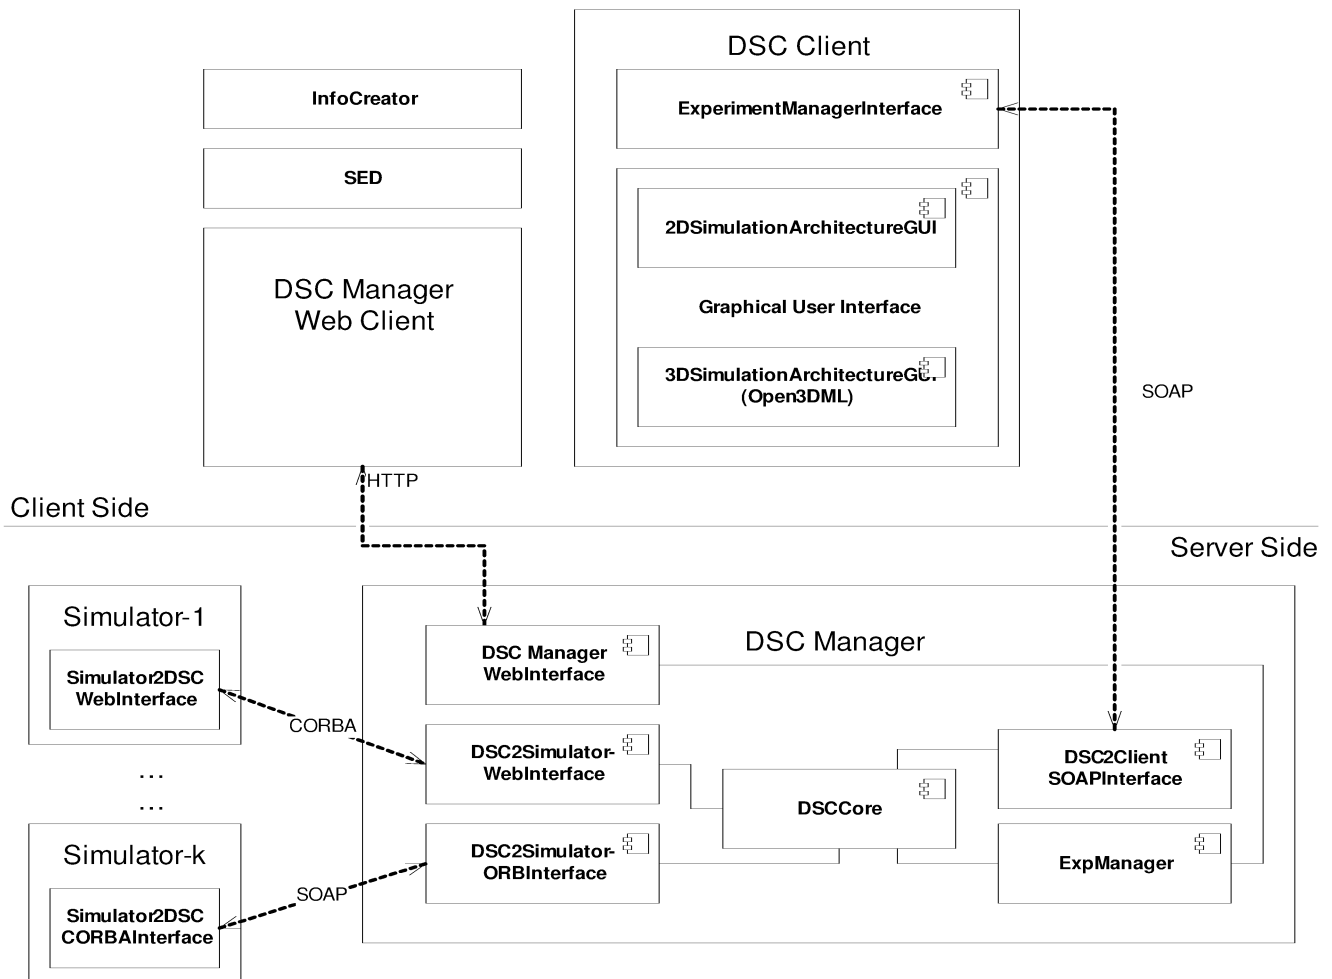 DSC Client
InfoCreator
ExperimentManagerInterface
SED
2DSimulationArchitectureGUI
DSC Manager
Web Client
Graphical User Interface
3DSimulationArchitectureGUI
(Open3DML)
SOAP
HTTP
Client Side
Server Side
Simulator-1
Simulator2DSC
WebInterface
DSC Manager
DSC Manager
WebInterface
CORBA
DSC2Simulator-
WebInterface
DSC2Client
SOAPInterface
...
...
DSCCore
Simulator-k
DSC2Simulator-
ORBInterface
ExpManager
SOAP
Simulator2DSC
CORBAInterface